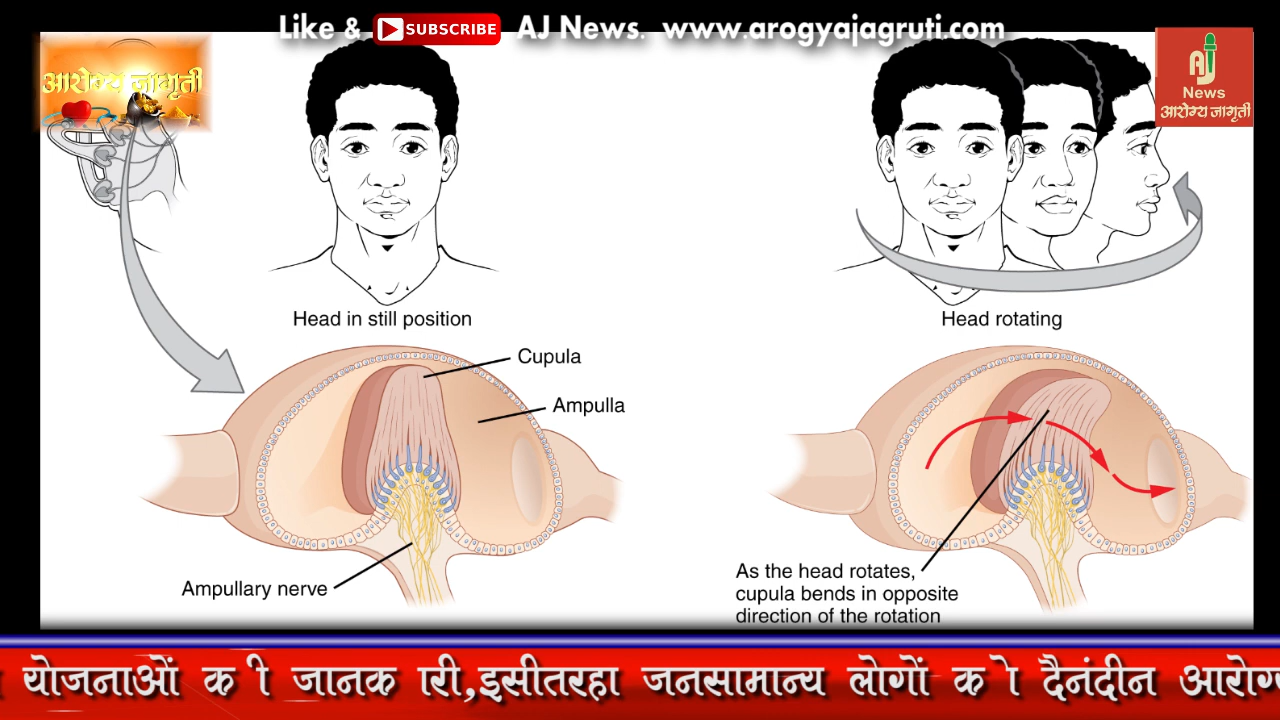 Like & SUBSCRIBE AJ News. www.arogyajagruti.com
आरोग्य जागृती
AJ
News
आरोग्य जागृती
Head in still position
Head rotating
Cupula
Ampulla
Ampullary nerve
As the head rotates,
cupula bends in opposite
direction of the rotation
योजनाओं क ी जानक ारी,इसीतरहा जनसामान्य लोगों क ो दैनंदीन आरोग्